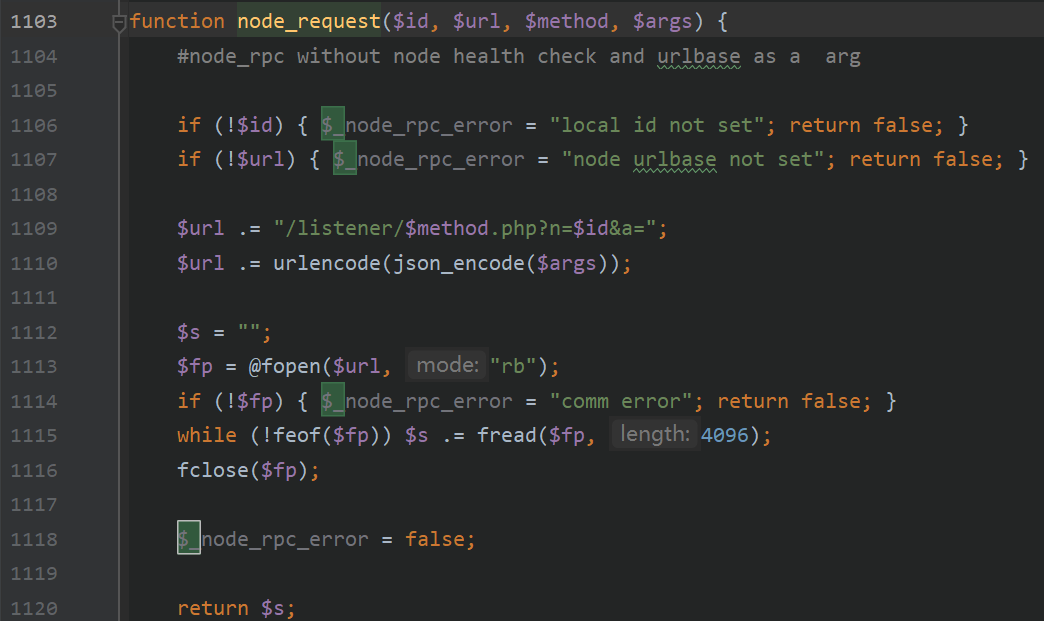 1103 function node_request($id, $url, $method, $args) {
1104 #node_rpc without node health check and urlbase as a  arg
1105
1106 if (!$id) { $_node_rpc_error = "local id not set"; return false; }
1107 if (!$url) { $_node_rpc_error = "node urlbase not set"; return false; }
1108
1109 $url .= "/listener/$method.php?n=$id&a=";
1110 $url .= urlencode(json_encode($args));
1111
1112 $s = "";
1113 $fp = @fopen($url, mode: "rb");
1114 if (!$fp) { $_node_rpc_error = "comm error"; return false; }
1115 while (!feof($fp)) $s .= fread($fp, length: 4096);
1116 fclose($fp);
1117
1118 $_node_rpc_error = false;
1119
1120 return $s;